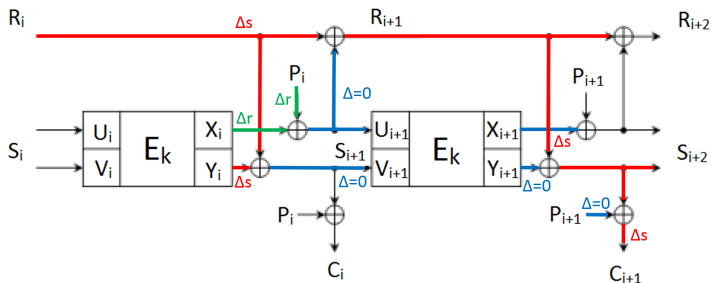 Ri Δs Ri+1 Ri+2
Pi Pi+1
Δr Δ=0
Δr
Ui Xi Ui+1 Xi+1
Si Ek Si+1 Ek Δs Si+2
Vi Yi Vi+1 Yi+1
Δs Δ=0 Δ=0
Pi Pi+1 Δ=0
Δs
Ci Ci+1